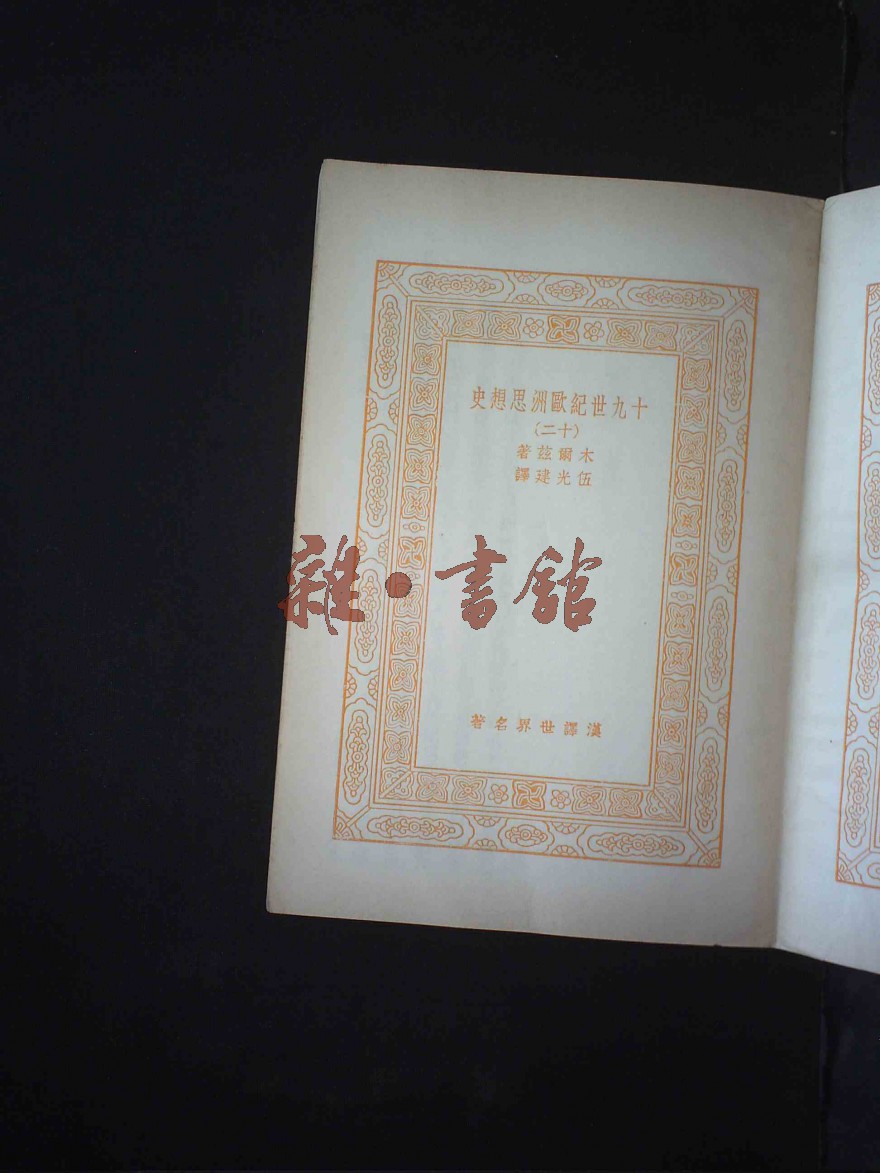 十九世紀歐洲思想史
(十二)
木爾茲著
伍光建譯
雜·書館
漢譯世界名著